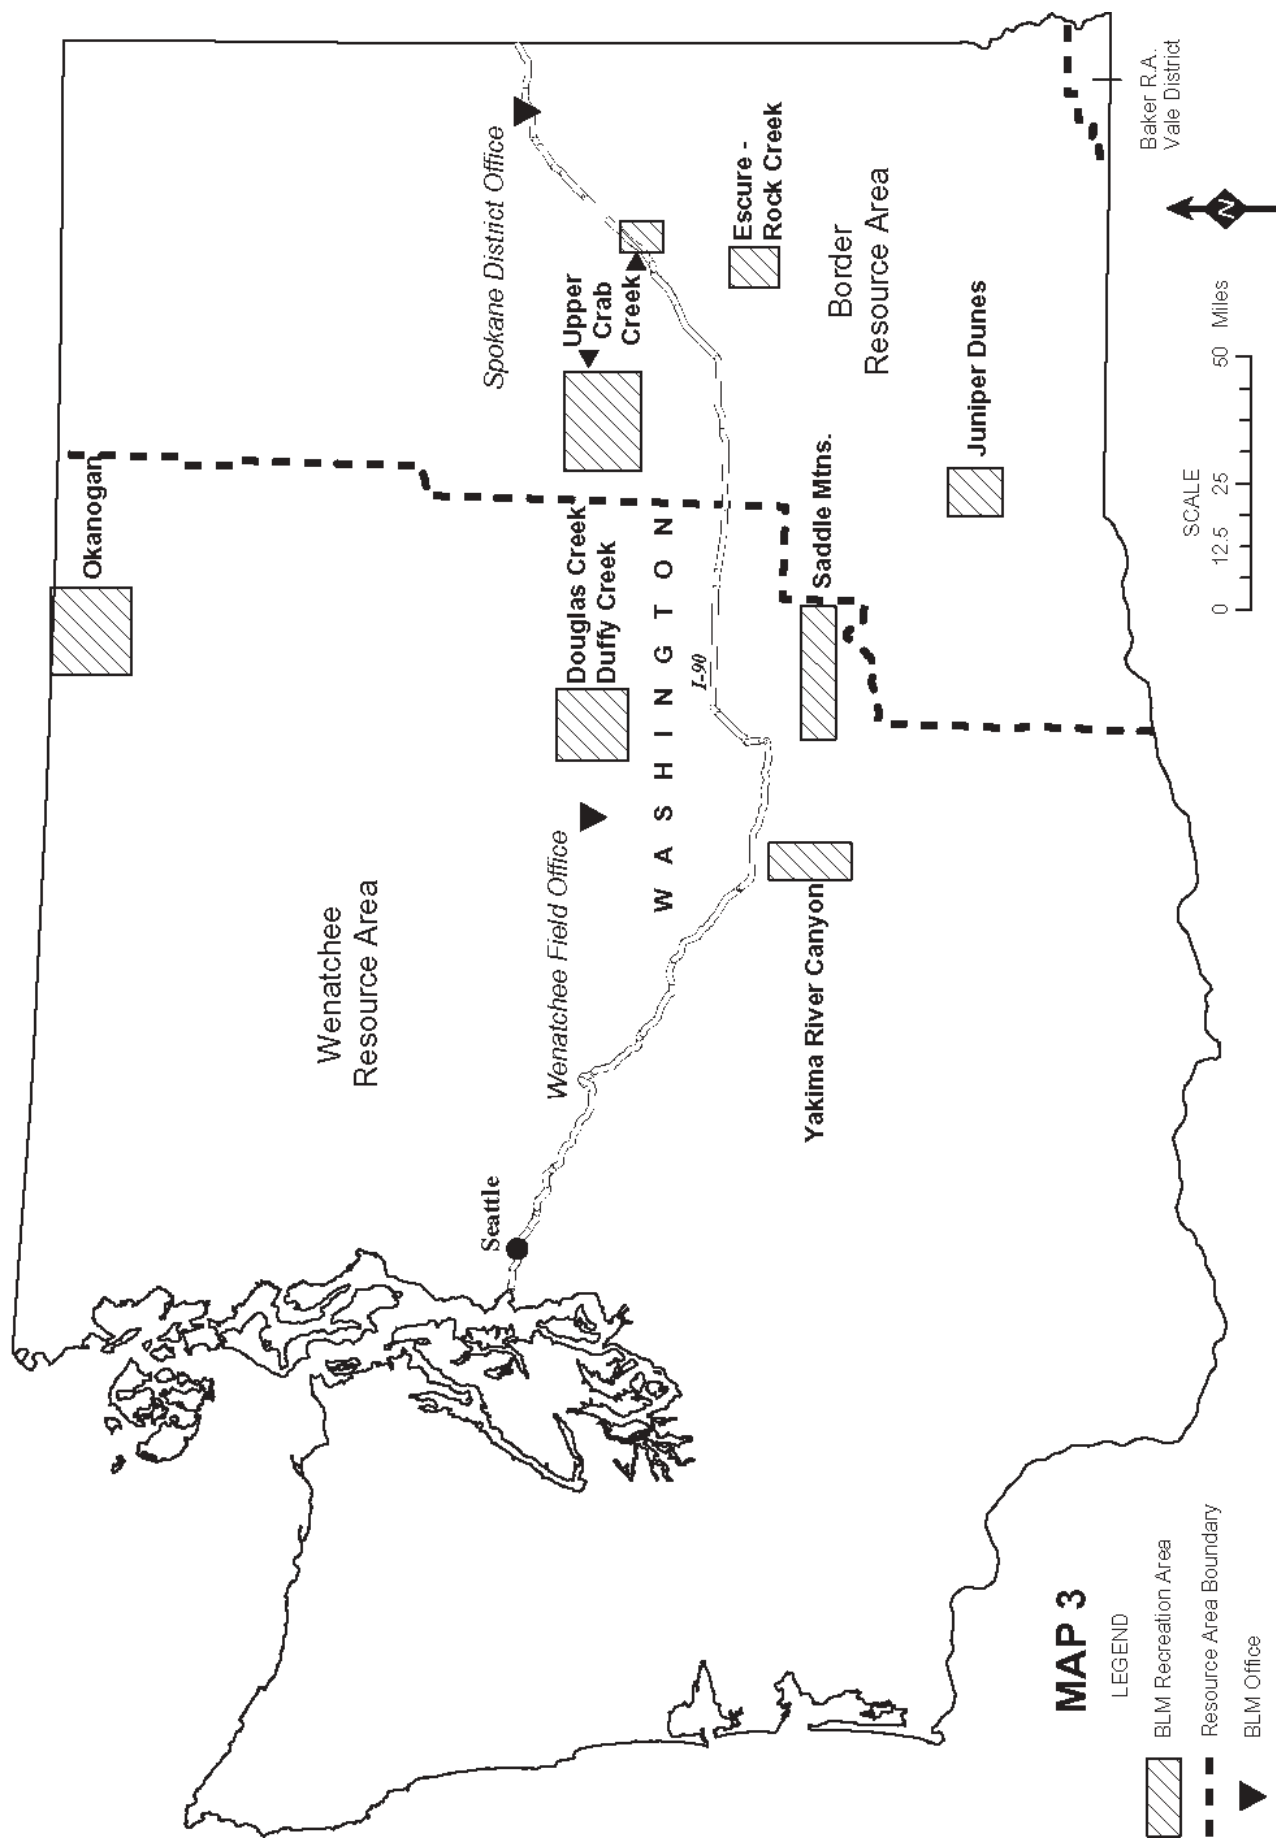 Okanogan
Spokane District Office
Upper
Crab
Creek
Escure -
Rock Creek
Border
Resource Area
Juniper Dunes
Saddle Mtns.
Douglas Creek
Duffy Creek
WASHINGTON
I-90
Wenatchee
Resource Area
Wenatchee Field Office
Yakima River Canyon
Seattle
Baker R.A.
Vale District
N
SCALE
0 12.5 25 50 Miles
MAP 3
LEGEND
BLM Recreation Area
Resource Area Boundary
BLM Office